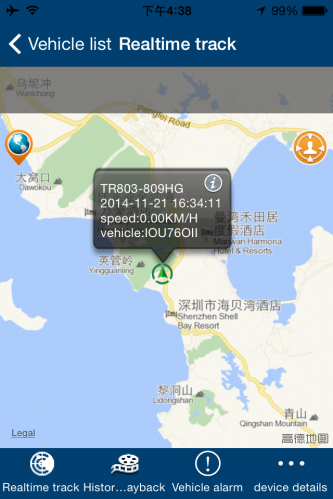 下午4:38
99%
Vehicle list Realtime track
乌坭冲
Wunichong
Pengfei Road
大窝口
Dawokou
TR803-809HG
2014-11-21 16:34:11
speed:0.00KM/H
vehicle:IOU76OII
曼湾禾田居
度假酒店
Manwan Harmona
Hotel & Resorts
英管岭
Yingguanling
深圳市海贝湾酒店
Shenzhen Shell
Bay Resort
黎洞山
Lidongshan
青山
Qingshan Mountain
Legal
高德地图
Realtime track Histor...ayback Vehicle alarm device details